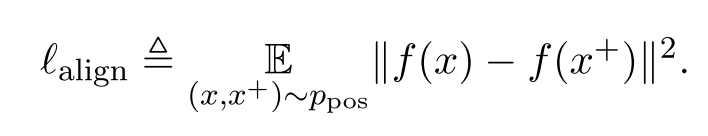 ℓ_align ≜ 𝔼_{(x,x⁺)∼p_pos} ‖f(x) − f(x⁺)‖².